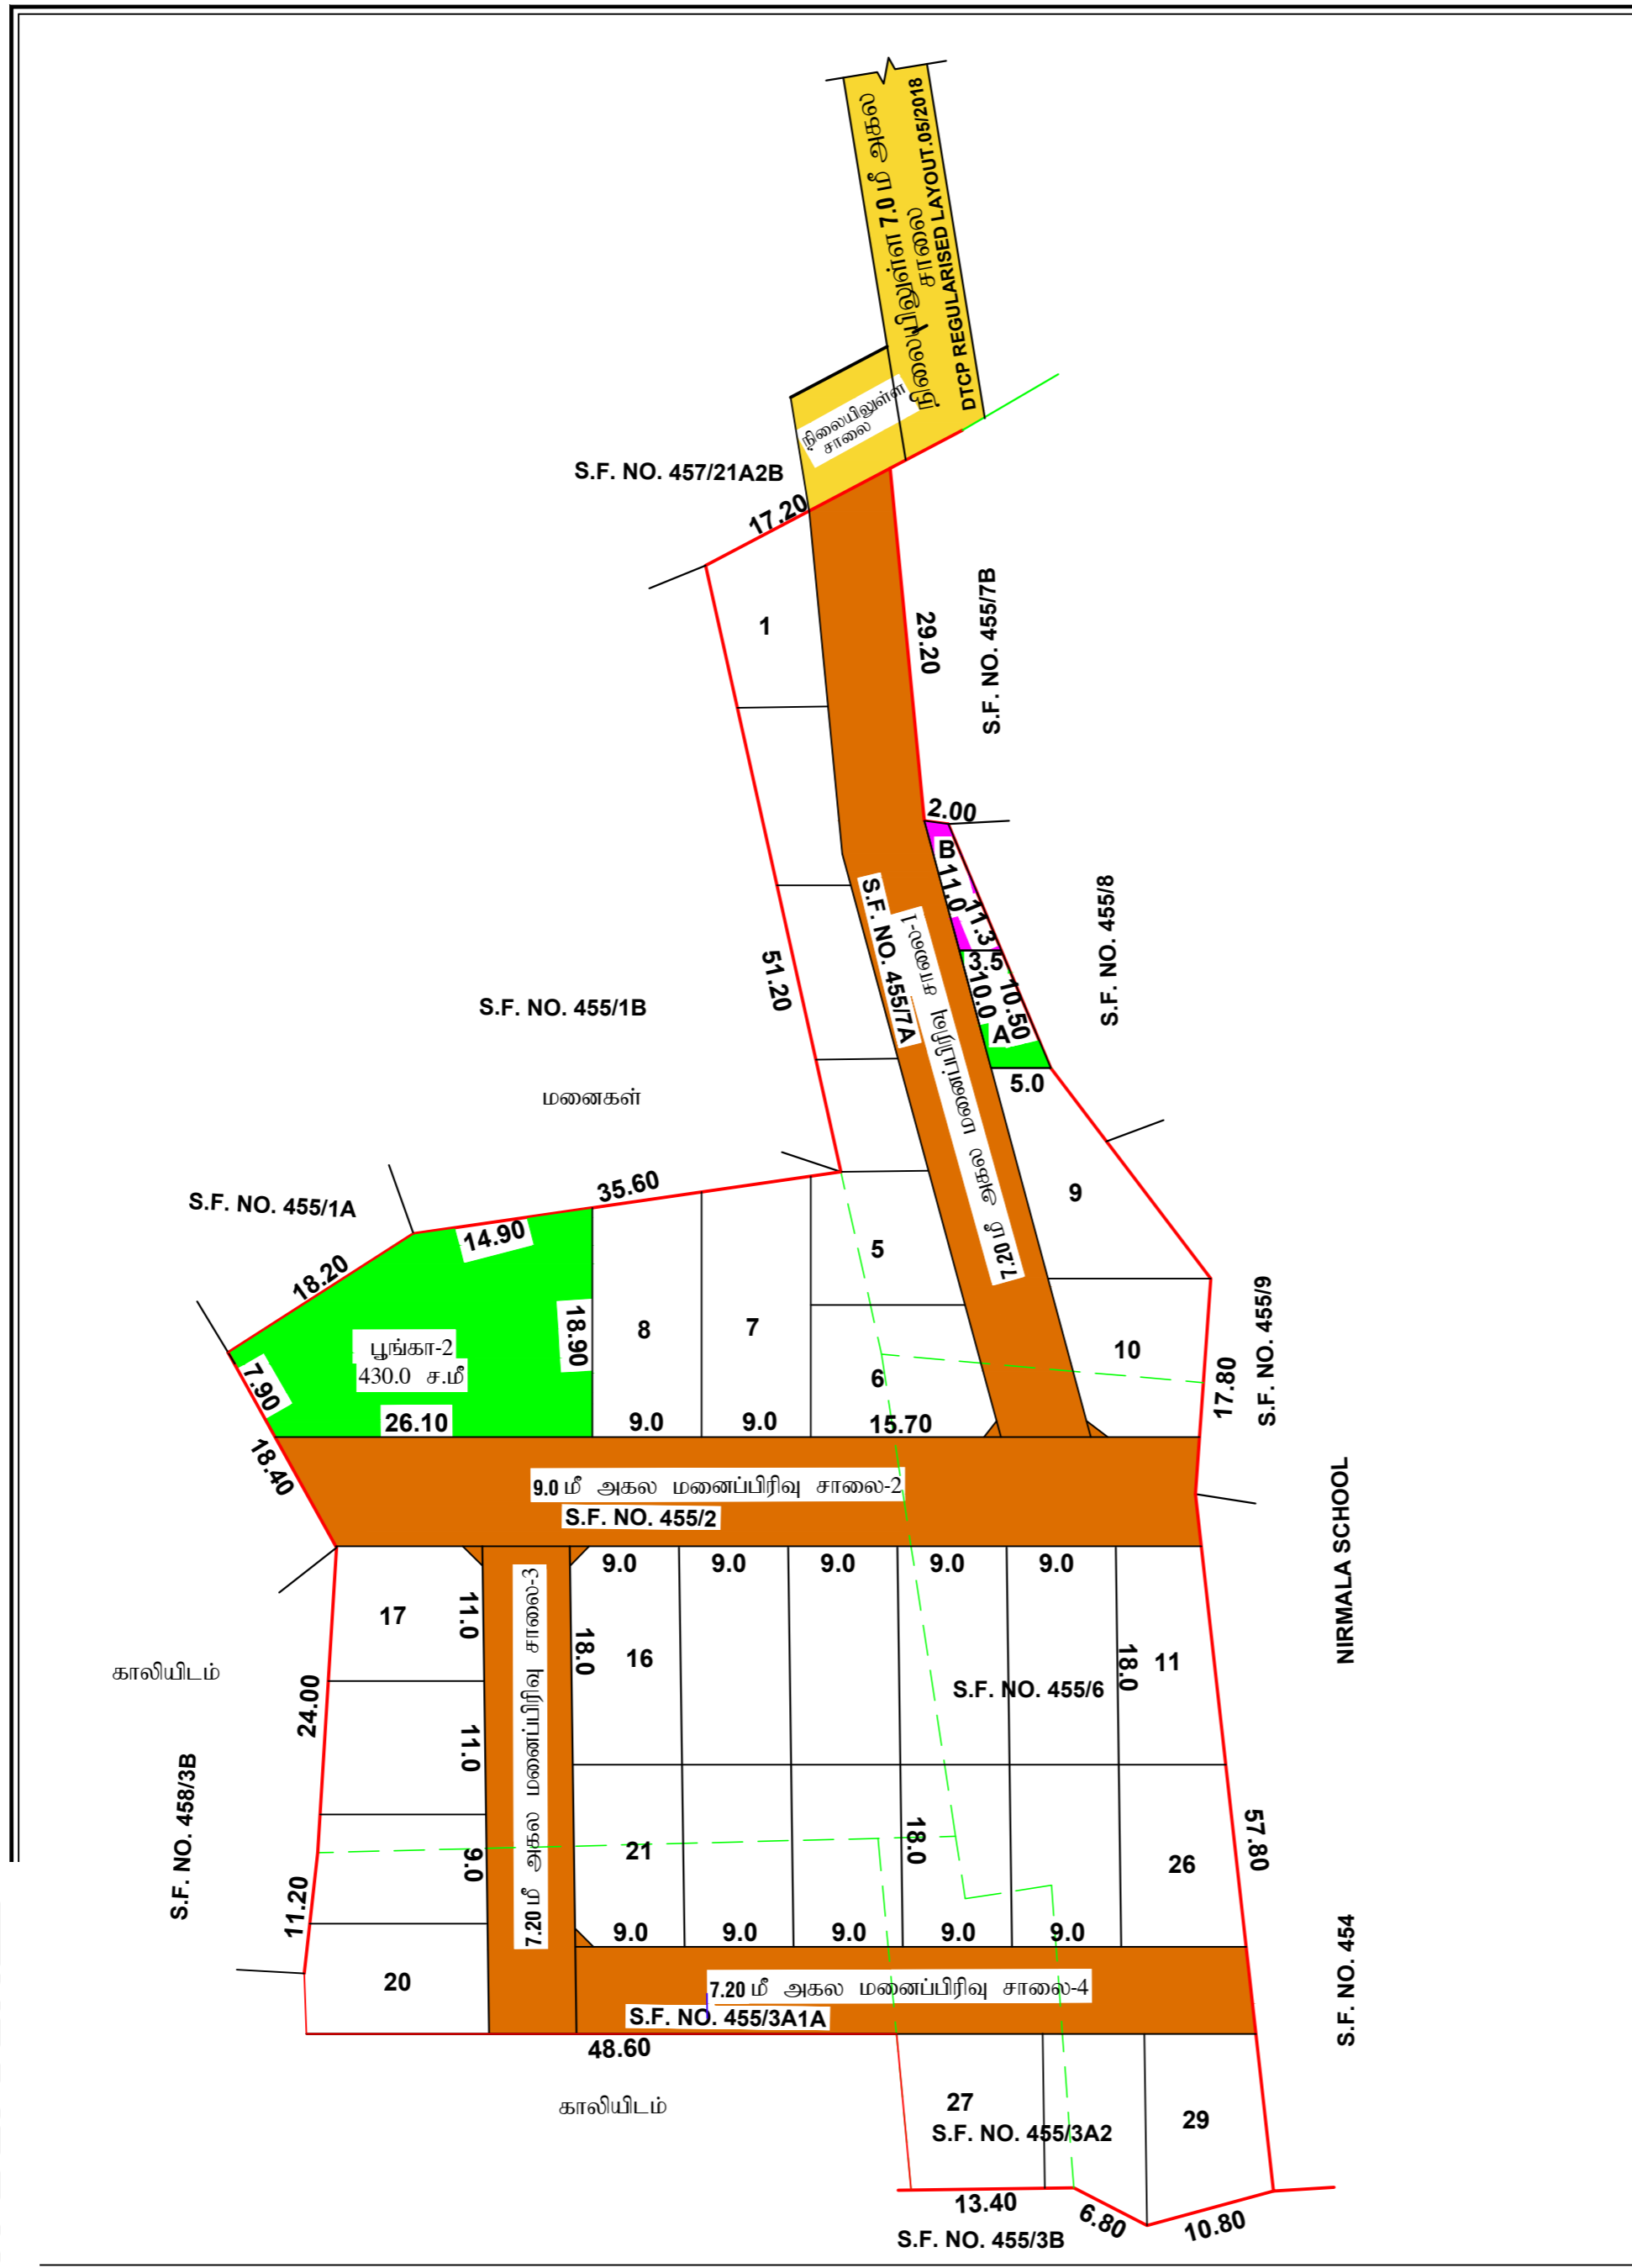 நிலையிலுள்ள 7.0 மீ அகல
சாலை
DTCP REGULARISED LAYOUT.05/2018
நிலையிலுள்ள
சாலை
S.F. NO. 457/21A2B
17.20
1
29.20
S.F. NO. 455/7B
2.00
B
11.0
11.3
3.5
10.0
10.50
A
5.0
S.F. NO. 455/8
S.F. NO. 455/7A
7.20 மீ அகல மனைப்பிரிவு சாலை-1
51.20
S.F. NO. 455/1B
மனைகள்
35.60
S.F. NO. 455/1A
14.90
18.20
9
5
18.90
8
7
பூங்கா-2
430.0 ச.மீ
10
7.90
6
17.80
S.F. NO. 455/9
26.10
9.0
9.0
15.70
18.40
9.0 மீ அகல மனைப்பிரிவு சாலை-2
S.F. NO. 455/2
NIRMALA SCHOOL
9.0
9.0
9.0
9.0
9.0
17
11.0
7.20 மீ அகல மனைப்பிரிவு சாலை-3
18.0
16
18.0
11
காலியிடம்
24.00
S.F. NO. 455/6
11.0
S.F. NO. 458/3B
57.80
21
9.0
18.0
26
11.20
9.0
9.0
9.0
9.0
9.0
20
7.20 மீ அகல மனைப்பிரிவு சாலை-4
S.F. NO. 455/3A1A
S.F. NO. 454
48.60
காலியிடம்
27
29
S.F. NO. 455/3A2
13.40
6.80
10.80
S.F. NO. 455/3B